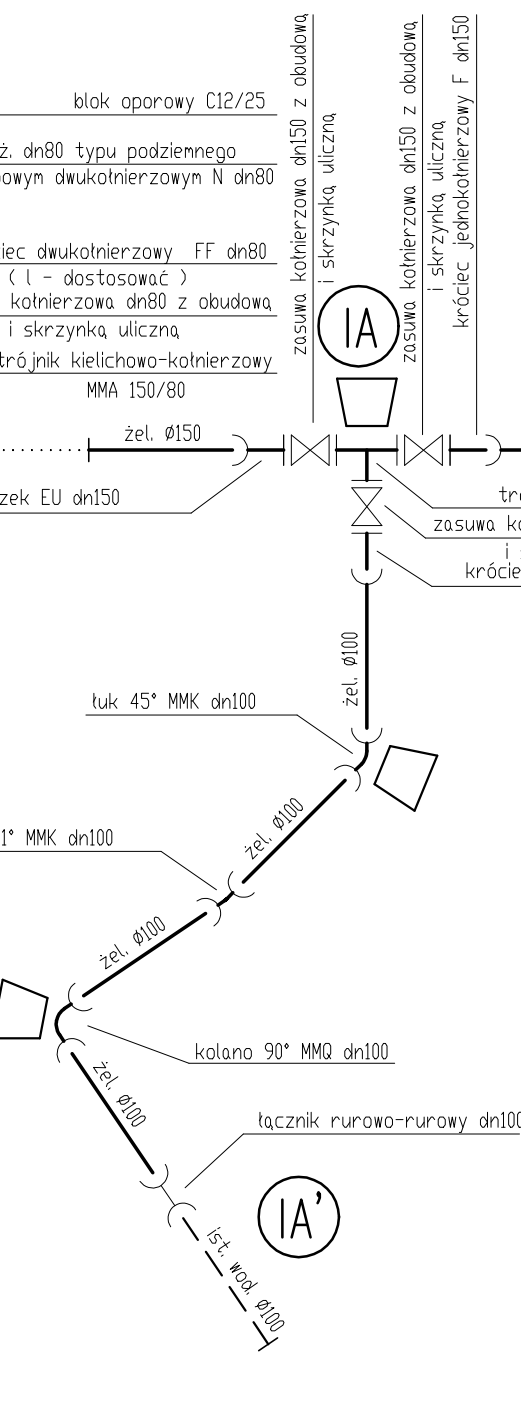 blok oporowy C12/25
ż. dn80 typu podziemnego
owym dwukołnierzowym N dn80
iec dwukołnierzowy FF dn80
( l - dostosować )
kołnierzowa dn80 z obudową
i skrzynką uliczną
trójnik kielichowo-kołnierzowy
MMA 150/80
zasuwa kołnierzowa dn150 z obudową
i skrzynką uliczną
zasuwa kołnierzowa dn150 z obudową
i skrzynką uliczną
króciec jednokołnierzowy F dn150
IA
żel. Ø150
zek EU dn150
tr
zasuwa ko
i
krócie
żel. Ø100
łuk 45° MMK dn100
żel. Ø100
1° MMK dn100
żel. Ø100
kolano 90° MMQ dn100
żel. Ø100
łącznik rurowo-rurowy dn100
IA'
ist. wod. Ø100